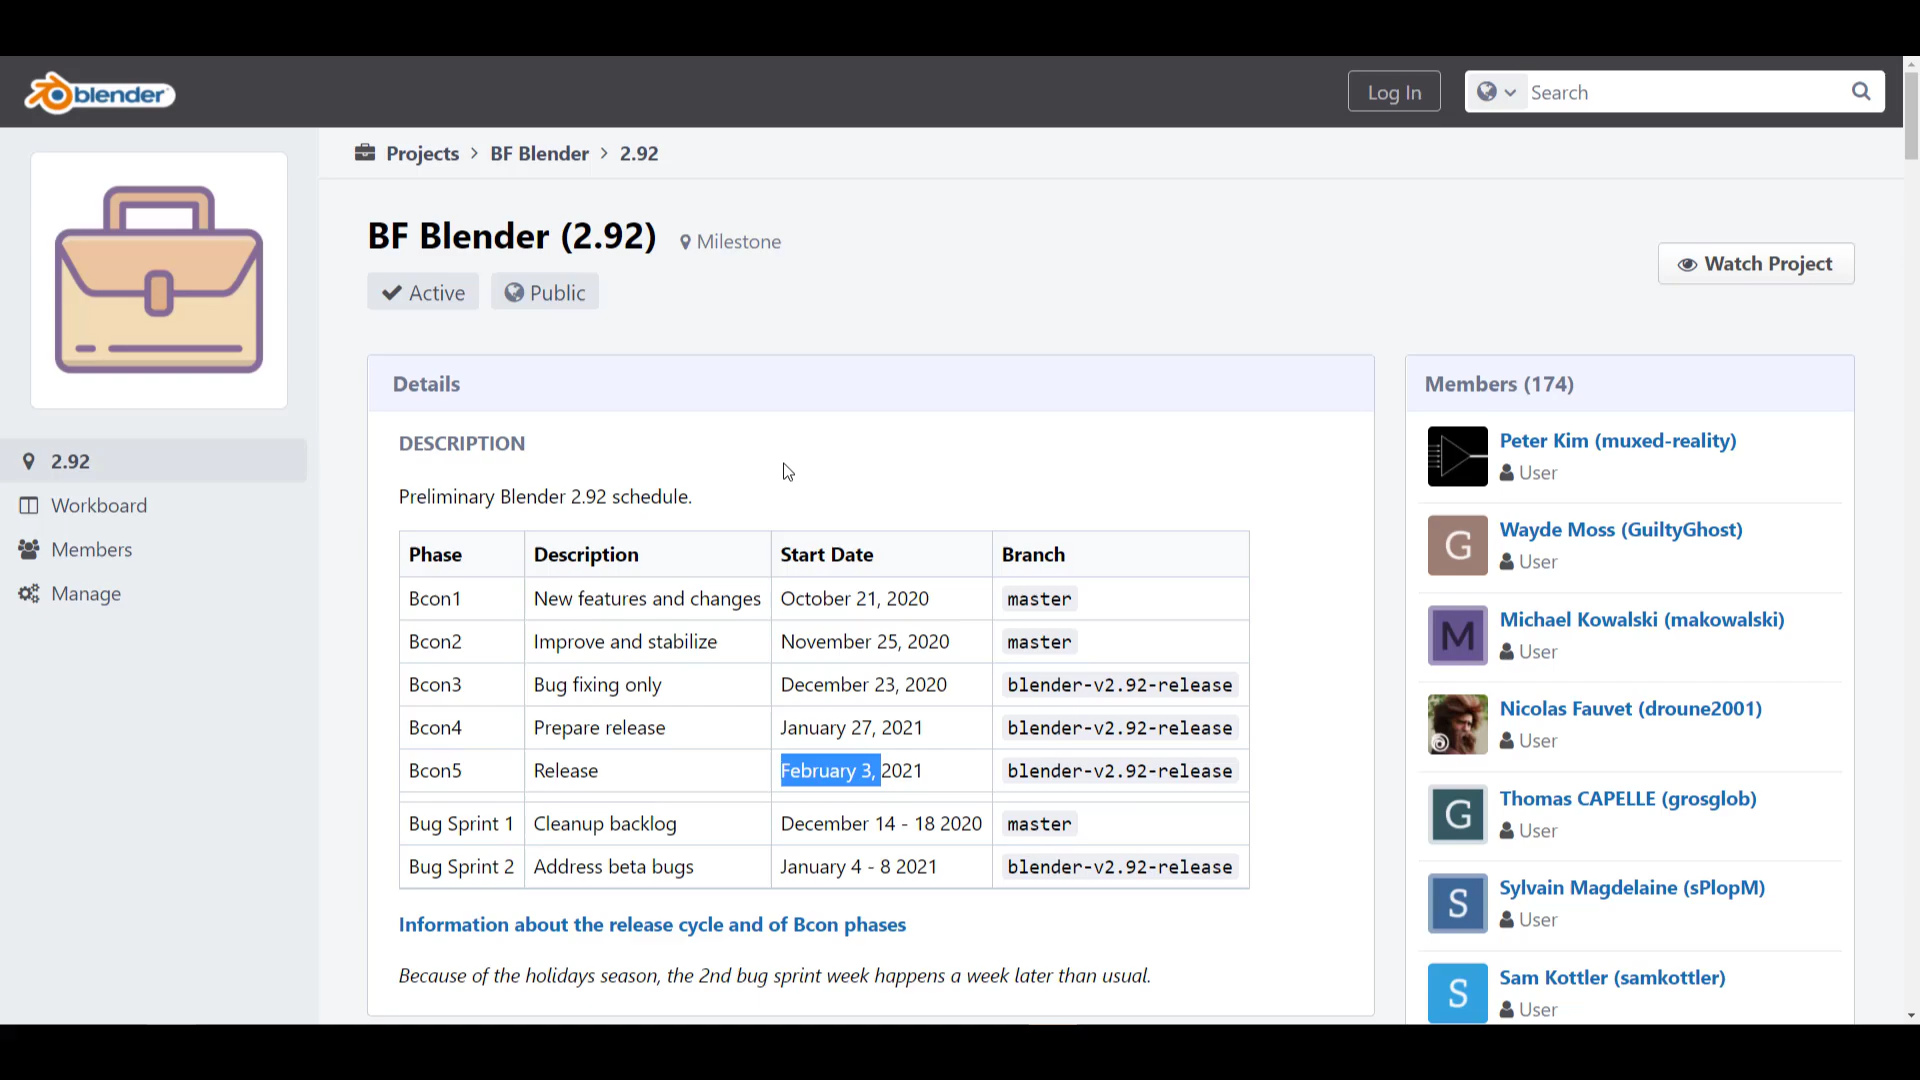 blender
Log In
Search
Projects > BF Blender > 2.92
BF Blender (2.92) Milestone
Watch Project
Active Public
2.92
Workboard
Members
Manage
Details
DESCRIPTION
Preliminary Blender 2.92 schedule.
Phase Description Start Date Branch
Bcon1 New features and changes October 21, 2020 master
Bcon2 Improve and stabilize November 25, 2020 master
Bcon3 Bug fixing only December 23, 2020 blender-v2.92-release
Bcon4 Prepare release January 27, 2021 blender-v2.92-release
Bcon5 Release February 3, 2021 blender-v2.92-release
Bug Sprint 1 Cleanup backlog December 14 - 18 2020 master
Bug Sprint 2 Address beta bugs January 4 - 8 2021 blender-v2.92-release
Information about the release cycle and of Bcon phases
Because of the holidays season, the 2nd bug sprint week happens a week later than usual.
Members (174)
Peter Kim (muxed-reality)
User
G
Wayde Moss (GuiltyGhost)
User
M
Michael Kowalski (makowalski)
User
Nicolas Fauvet (droune2001)
User
G
Thomas CAPELLE (grosglob)
User
S
Sylvain Magdelaine (sPlopM)
User
S
Sam Kottler (samkottler)
User